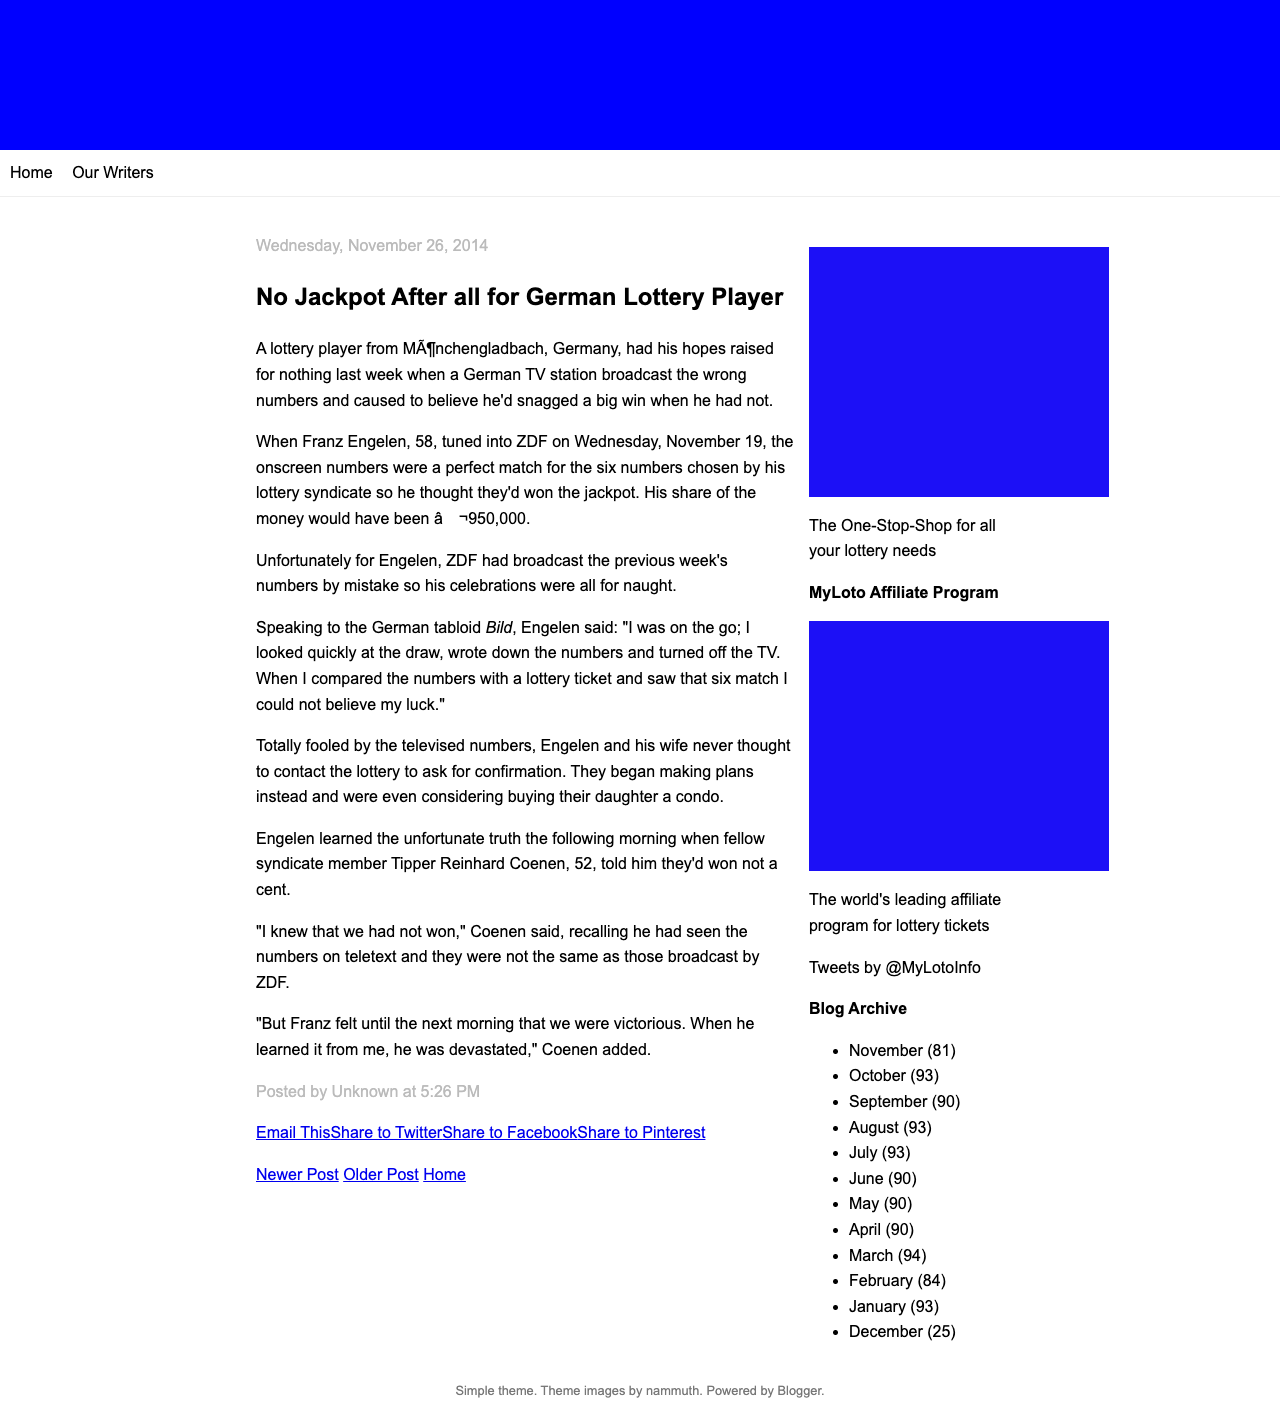 Home Our Writers
Wednesday, November 26, 2014
No Jackpot After all for German Lottery Player
A lottery player from MÃ¶nchengladbach, Germany, had his hopes raised
for nothing last week when a German TV station broadcast the wrong
numbers and caused to believe he'd snagged a big win when he had not.
When Franz Engelen, 58, tuned into ZDF on Wednesday, November 19, the
onscreen numbers were a perfect match for the six numbers chosen by his
lottery syndicate so he thought they'd won the jackpot. His share of the
money would have been â ¬950,000.
Unfortunately for Engelen, ZDF had broadcast the previous week's
numbers by mistake so his celebrations were all for naught.
Speaking to the German tabloid Bild, Engelen said: "I was on the go; I
looked quickly at the draw, wrote down the numbers and turned off the TV.
When I compared the numbers with a lottery ticket and saw that six match I
could not believe my luck."
Totally fooled by the televised numbers, Engelen and his wife never thought
to contact the lottery to ask for confirmation. They began making plans
instead and were even considering buying their daughter a condo.
Engelen learned the unfortunate truth the following morning when fellow
syndicate member Tipper Reinhard Coenen, 52, told him they'd won not a
cent.
"I knew that we had not won," Coenen said, recalling he had seen the
numbers on teletext and they were not the same as those broadcast by
ZDF.
"But Franz felt until the next morning that we were victorious. When he
learned it from me, he was devastated," Coenen added.
Posted by Unknown at 5:26 PM
Email ThisShare to TwitterShare to FacebookShare to Pinterest
Newer Post Older Post Home
The One-Stop-Shop for all
your lottery needs
MyLoto Affiliate Program
The world's leading affiliate
program for lottery tickets
Tweets by @MyLotoInfo
Blog Archive
November (81)
October (93)
September (90)
August (93)
July (93)
June (90)
May (90)
April (90)
March (94)
February (84)
January (93)
December (25)
Simple theme. Theme images by nammuth. Powered by Blogger.